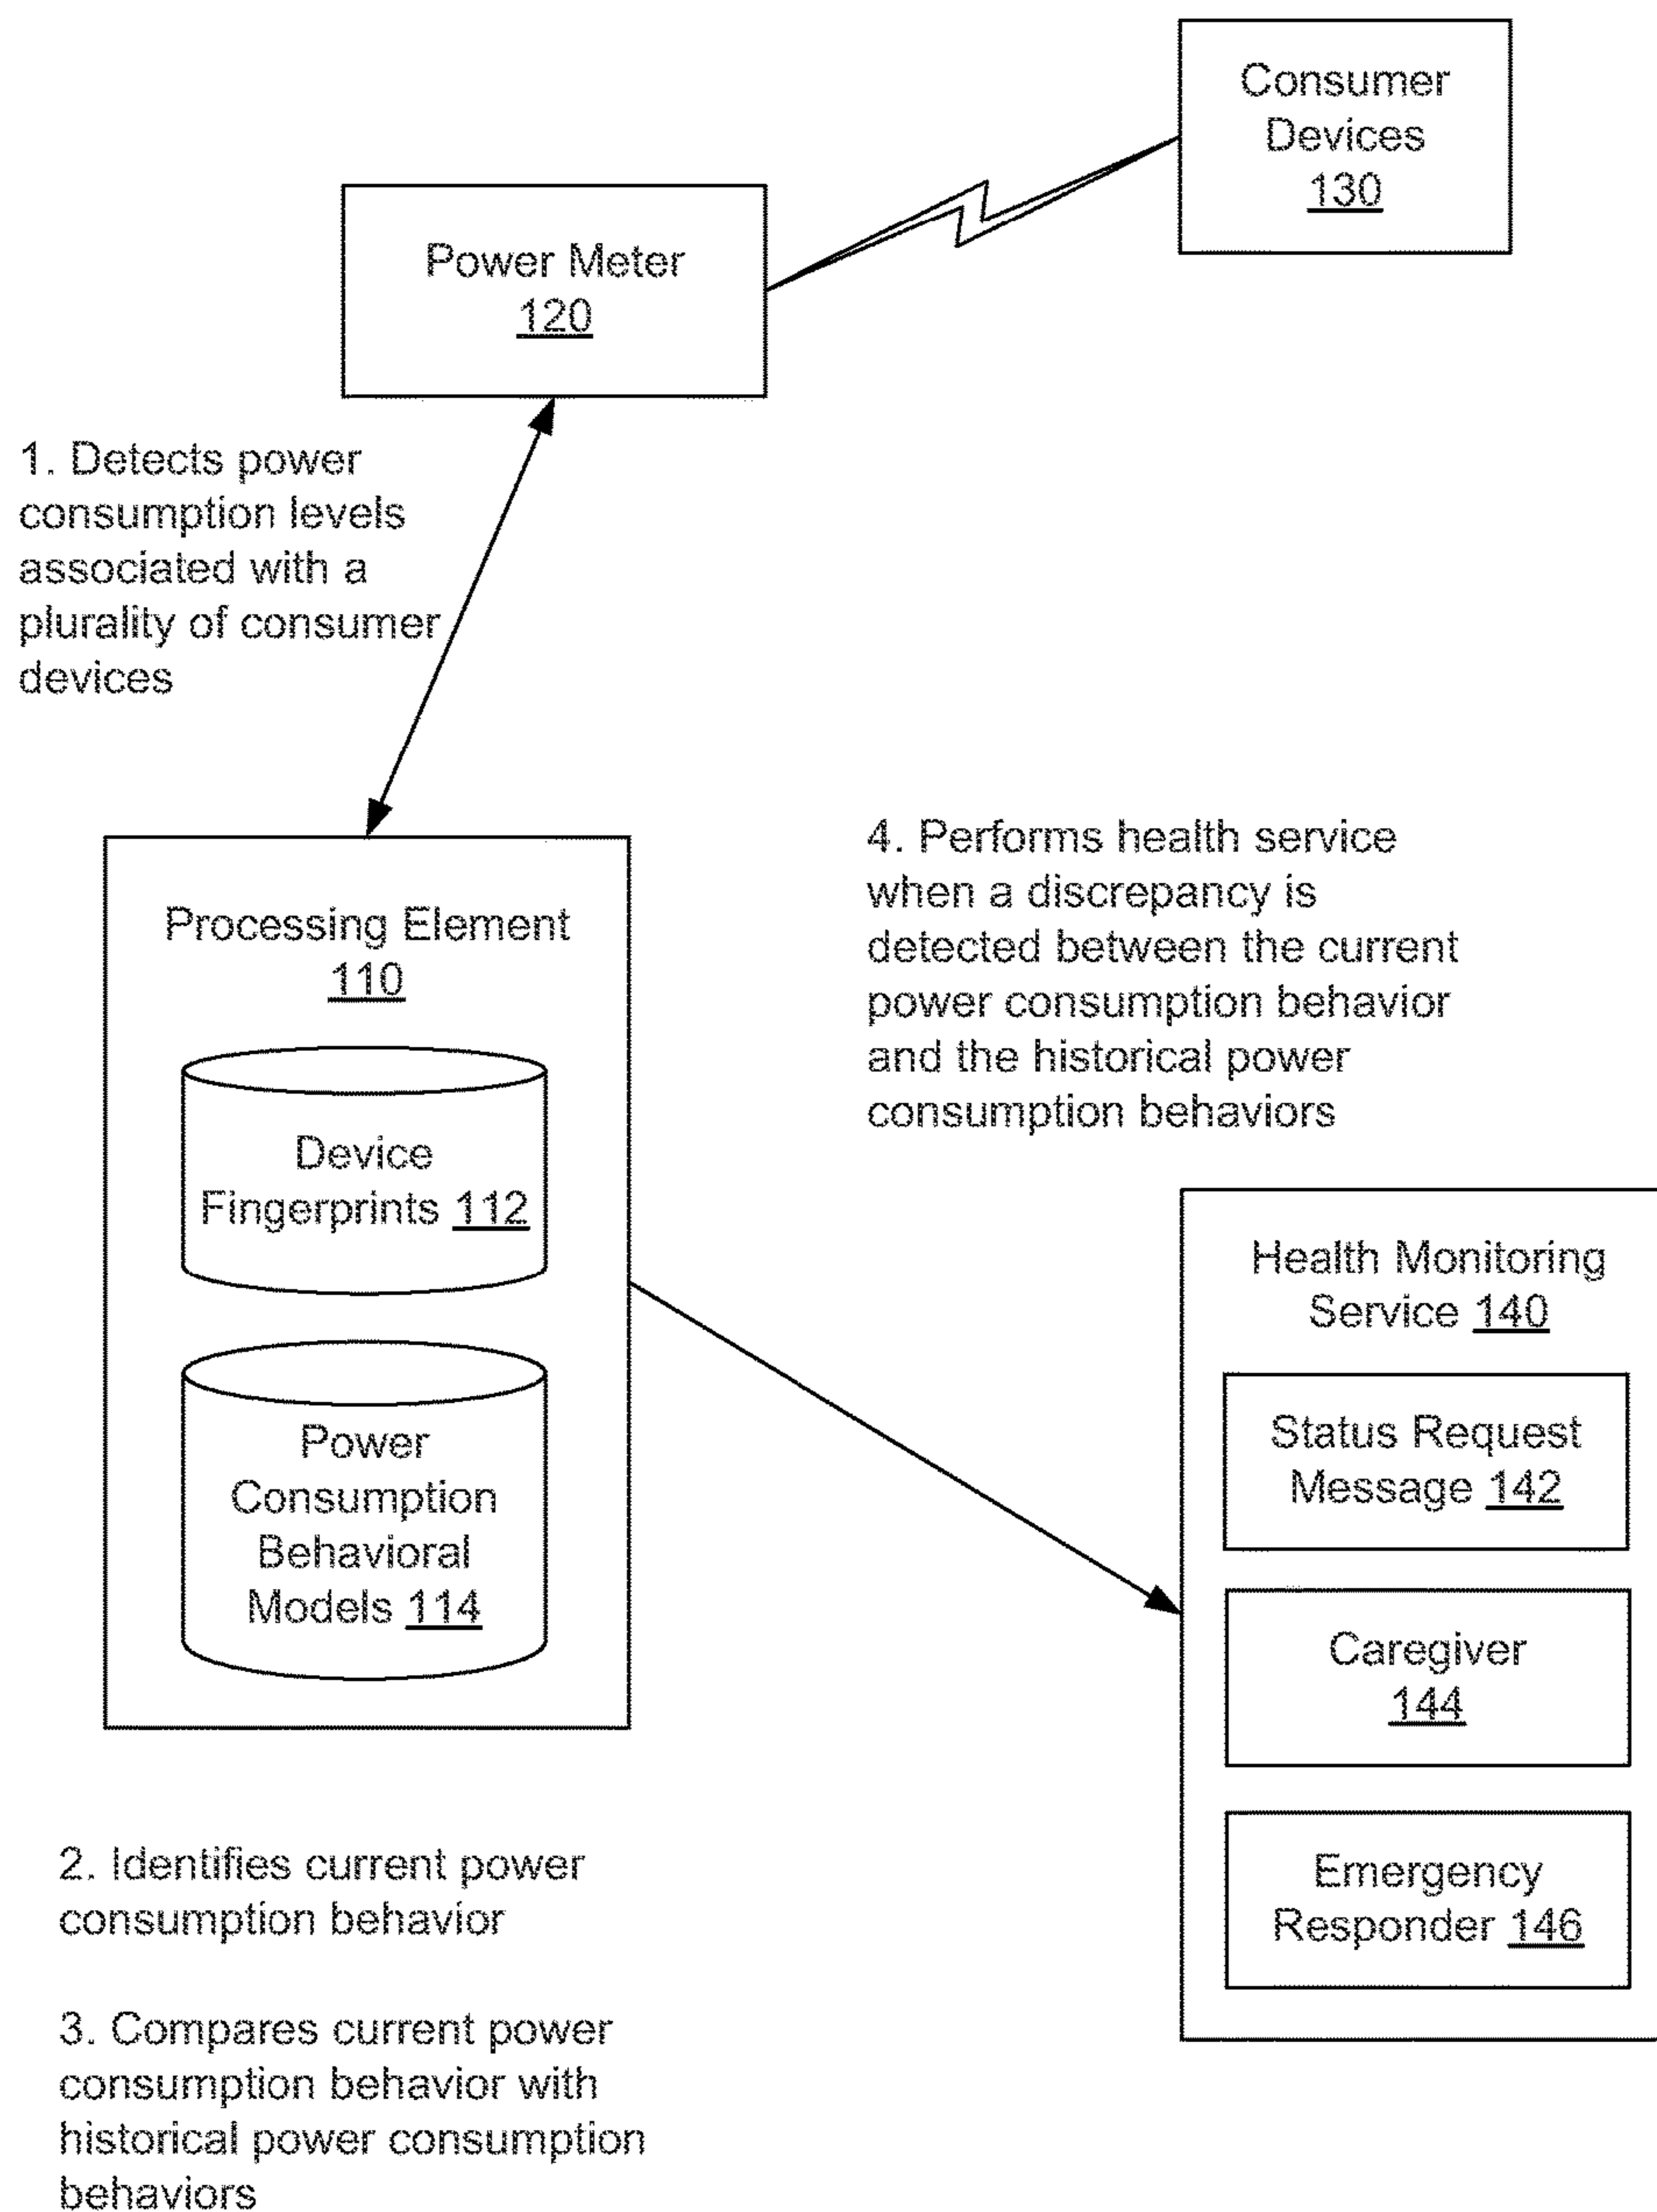 Consumer
Devices
130
Power Meter
120
1. Detects power
consumption levels
associated with a
plurality of consumer
devices
Processing Element
110
Device
Fingerprints 112
Power
Consumption
Behavioral
Models 114
4. Performs health service
when a discrepancy is
detected between the current
power consumption behavior
and the historical power
consumption behaviors
Health Monitoring
Service 140
Status Request
Message 142
Caregiver
144
Emergency
Responder 146
2. Identifies current power
consumption behavior
3. Compares current power
consumption behavior with
historical power consumption
behaviors